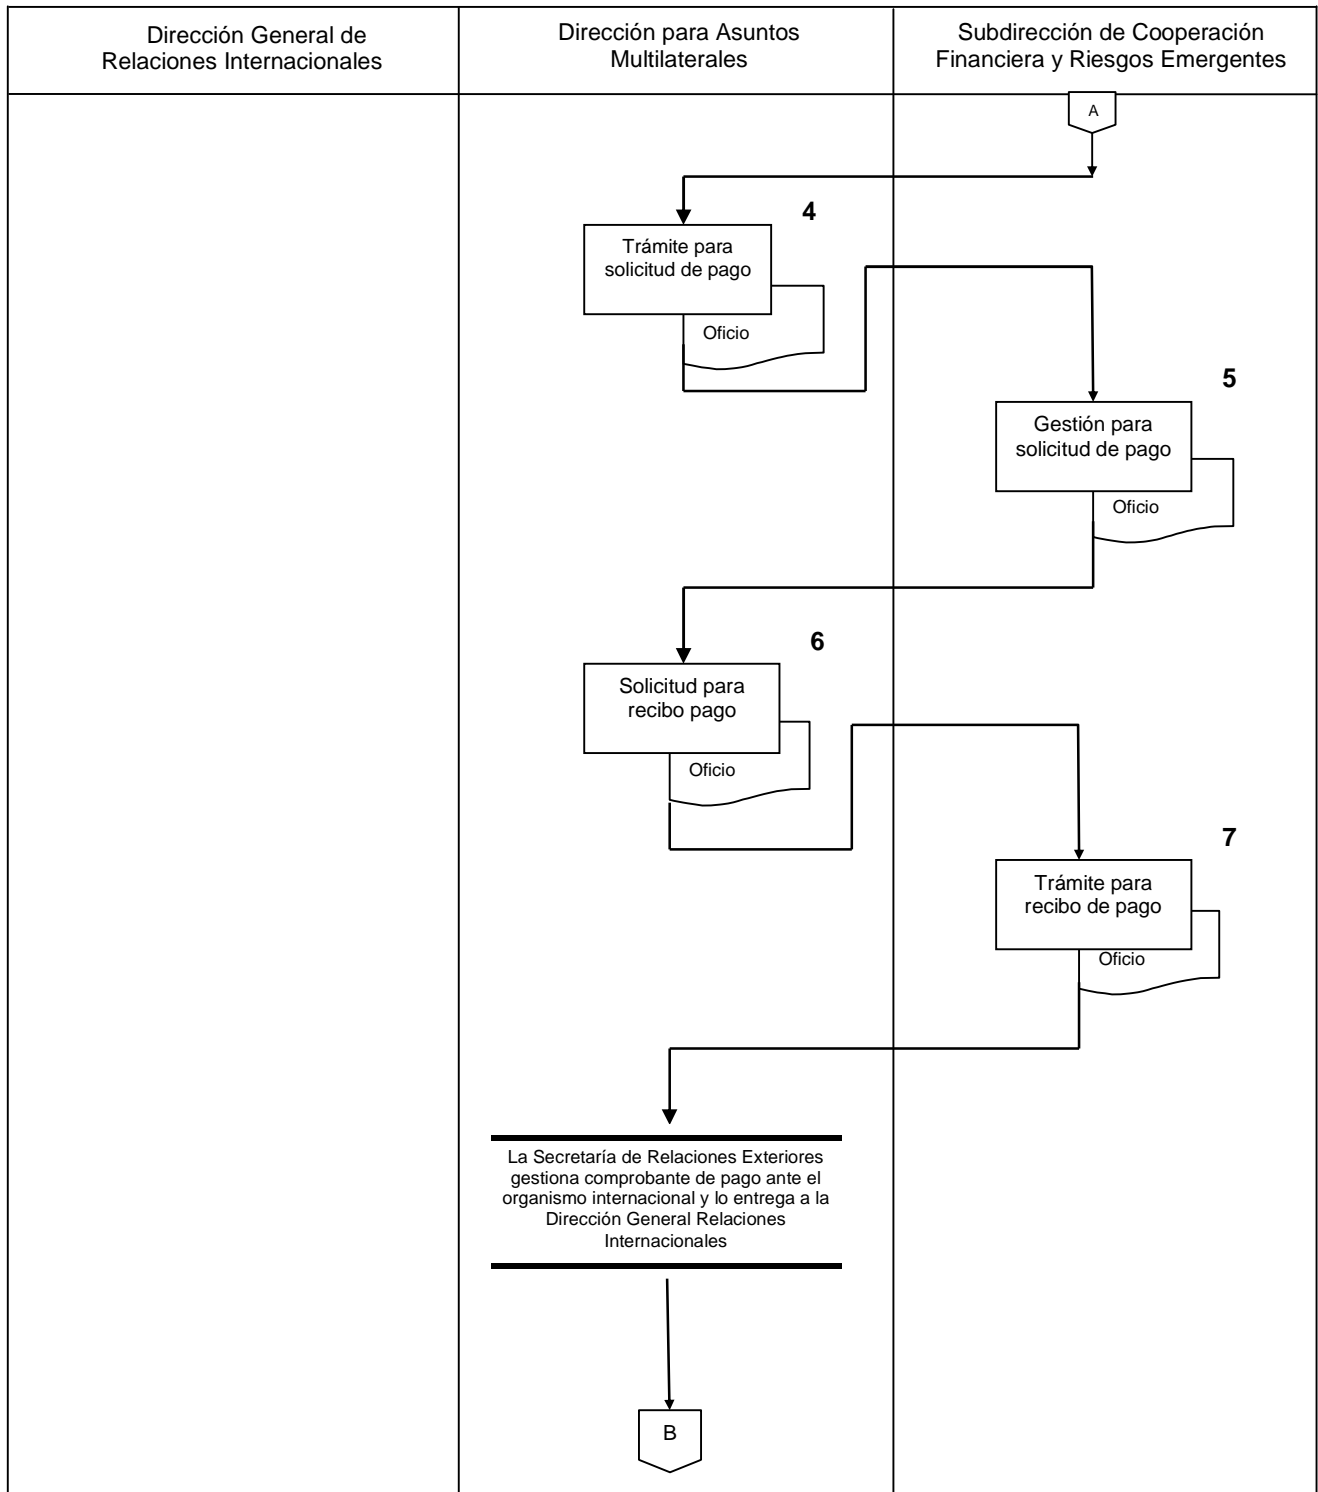 Dirección General de
Relaciones Internacionales
Dirección para Asuntos
Multilaterales
Subdirección de Cooperación
Financiera y Riesgos Emergentes
A
4
Trámite para
solicitud de pago
Oficio
5
Gestión para
solicitud de pago
Oficio
6
Solicitud para
recibo pago
Oficio
7
Trámite para
recibo de pago
Oficio
La Secretaría de Relaciones Exteriores
gestiona comprobante de pago ante el
organismo internacional y lo entrega a la
Dirección General Relaciones
Internacionales
B